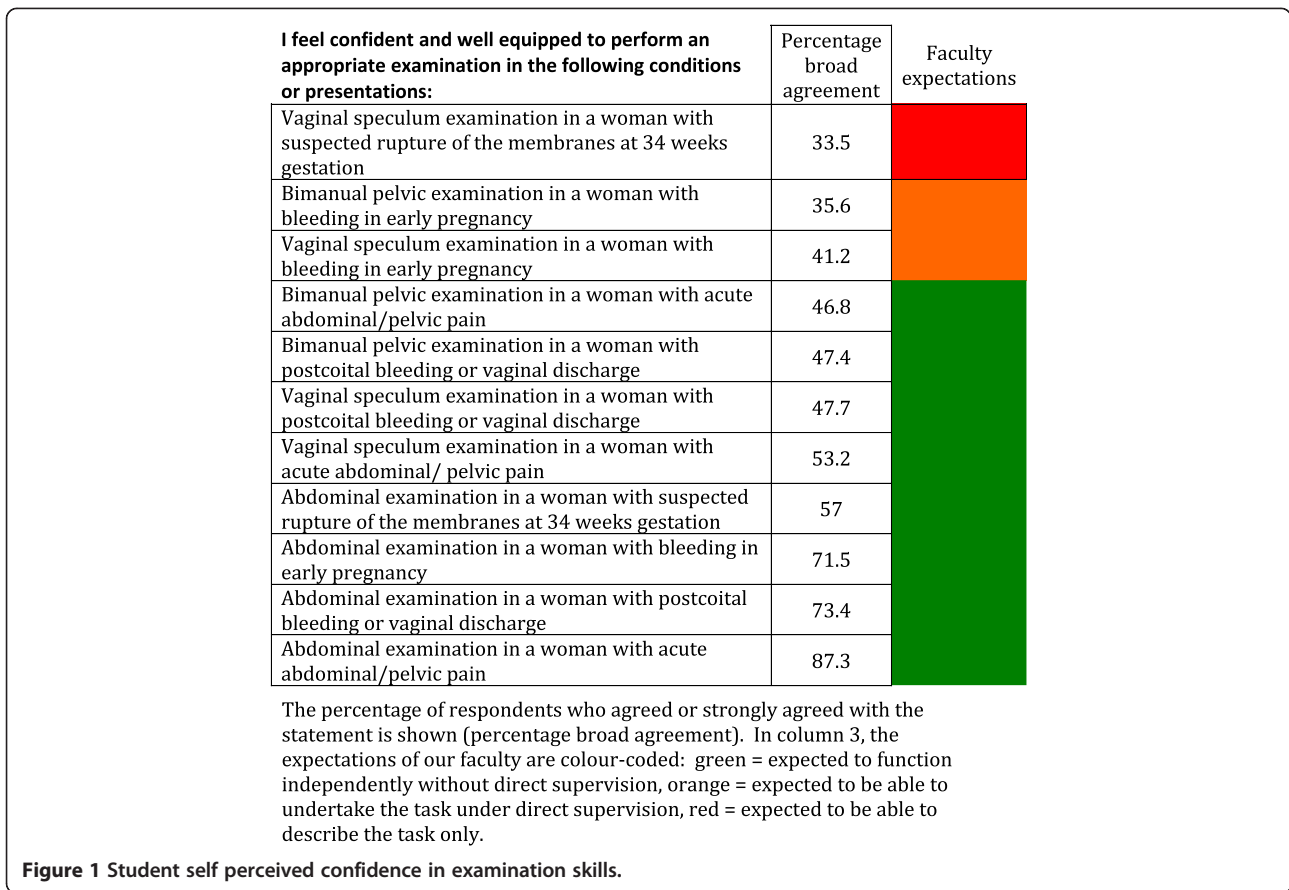 I feel confident and well equipped to perform an
appropriate examination in the following conditions
or presentations:
Percentage
broad
agreement
Faculty
expectations
Vaginal speculum examination in a woman with
suspected rupture of the membranes at 34 weeks
gestation
33.5
Bimanual pelvic examination in a woman with
bleeding in early pregnancy
35.6
Vaginal speculum examination in a woman with
bleeding in early pregnancy
41.2
Bimanual pelvic examination in a woman with acute
abdominal/pelvic pain
46.8
Bimanual pelvic examination in a woman with
postcoital bleeding or vaginal discharge
47.4
Vaginal speculum examination in a woman with
postcoital bleeding or vaginal discharge
47.7
Vaginal speculum examination in a woman with
acute abdominal/ pelvic pain
53.2
Abdominal examination in a woman with suspected
rupture of the membranes at 34 weeks gestation
57
Abdominal examination in a woman with bleeding in
early pregnancy
71.5
Abdominal examination in a woman with postcoital
bleeding or vaginal discharge
73.4
Abdominal examination in a woman with acute
abdominal/pelvic pain
87.3
The percentage of respondents who agreed or strongly agreed with the
statement is shown (percentage broad agreement). In column 3, the
expectations of our faculty are colour-coded: green = expected to function
independently without direct supervision, orange = expected to be able to
undertake the task under direct supervision, red = expected to be able to
describe the task only.
Figure 1 Student self perceived confidence in examination skills.